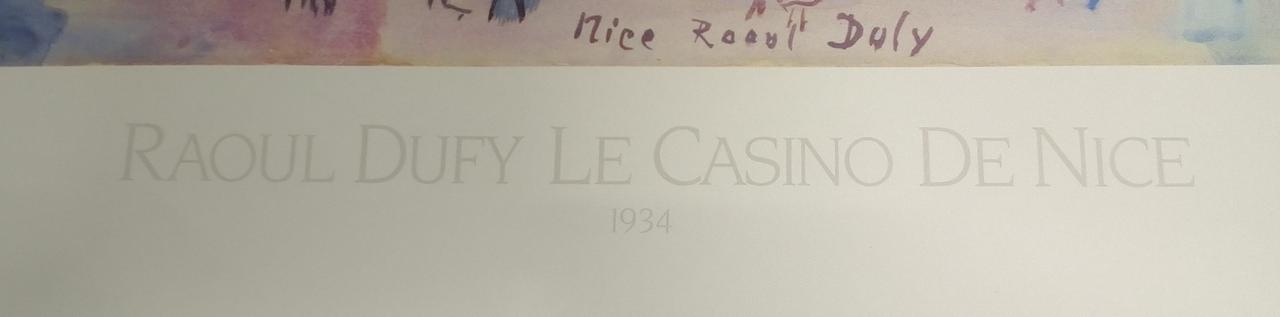 Nice Raoul Dufy
RAOUL DUFY LE CASINO DE NICE
1934